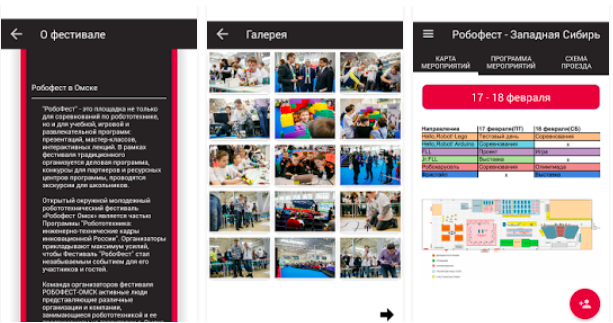 О фестивале
Робофест в Омске
"РобоФест" - это площадка не только
для соревнований по робототехнике,
но и для учебной, игровой и
развлекательной программ:
презентаций, мастер-классов,
интерактивных лекций. В рамках
фестиваля традиционного
организуется деловая программа,
конкурсы для партнеров и ресурсных
центров программы, проводятся
экскурсии для школьников.
Открытый окружной молодежный
робототехнический фестиваль
«Робофест Омск» является частью
Программы "Робототехника:
инженерно-технические кадры
инновационной России". Организаторы
прикладывают максимум усилий,
чтобы Фестиваль "РобоФест" стал
незабываемым событием для его
участников и гостей.
Команда организаторов фестиваля
РОБОФЕСТ-ОМСК активные люди
представляющие различные
организации и компании,
занимающиеся робототехникой и ее
Галерея
Робофест - Западная Сибирь
КАРТА МЕРОПРИЯТИЙ
ПРОГРАММА МЕРОПРИЯТИЙ
СХЕМА ПРОЕЗДА
17 - 18 февраля
Направление 17 февраля(ПТ) 18 февраля(СБ)
Hello, Robot! Lego Тестовый день Соревнования
Hello, Robot! Arduino Соревнования x
FLL Проект Игра
Jr.FLL Выставка x
Робокарусель Соревнования Олимпиада
Фристайл x Выставка